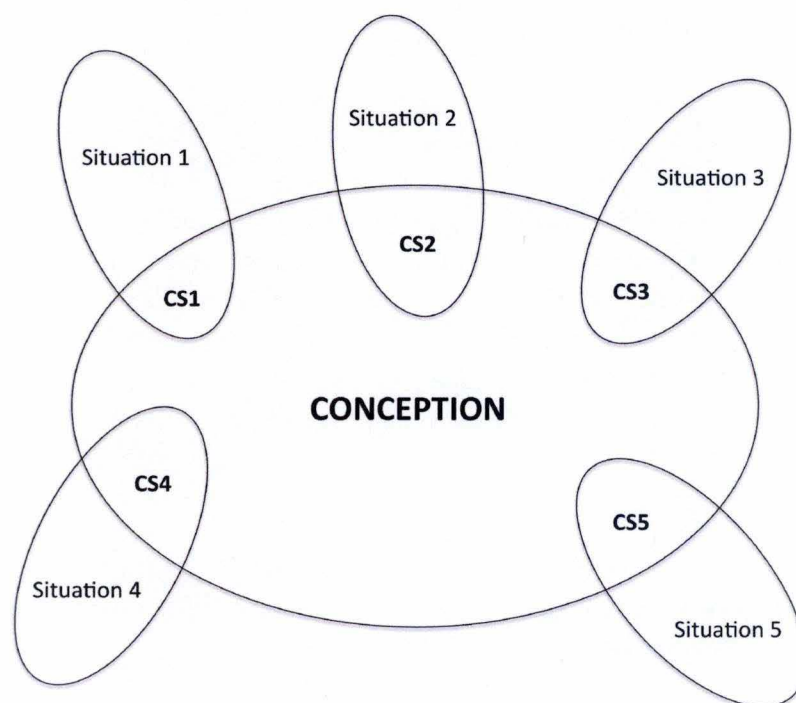 Situation 1
Situation 2
Situation 3
CS1
CS2
CS3
CONCEPTION
CS4
CS5
Situation 4
Situation 5